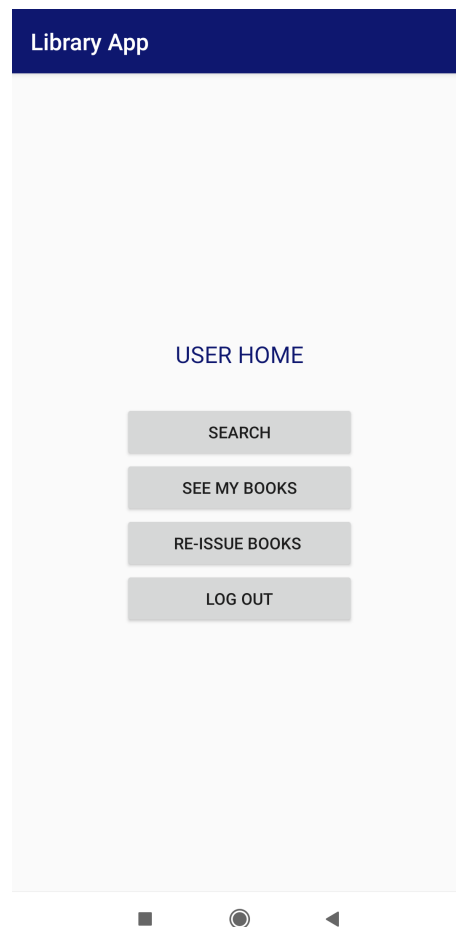 Library App
USER HOME
SEARCH
SEE MY BOOKS
RE-ISSUE BOOKS
LOG OUT